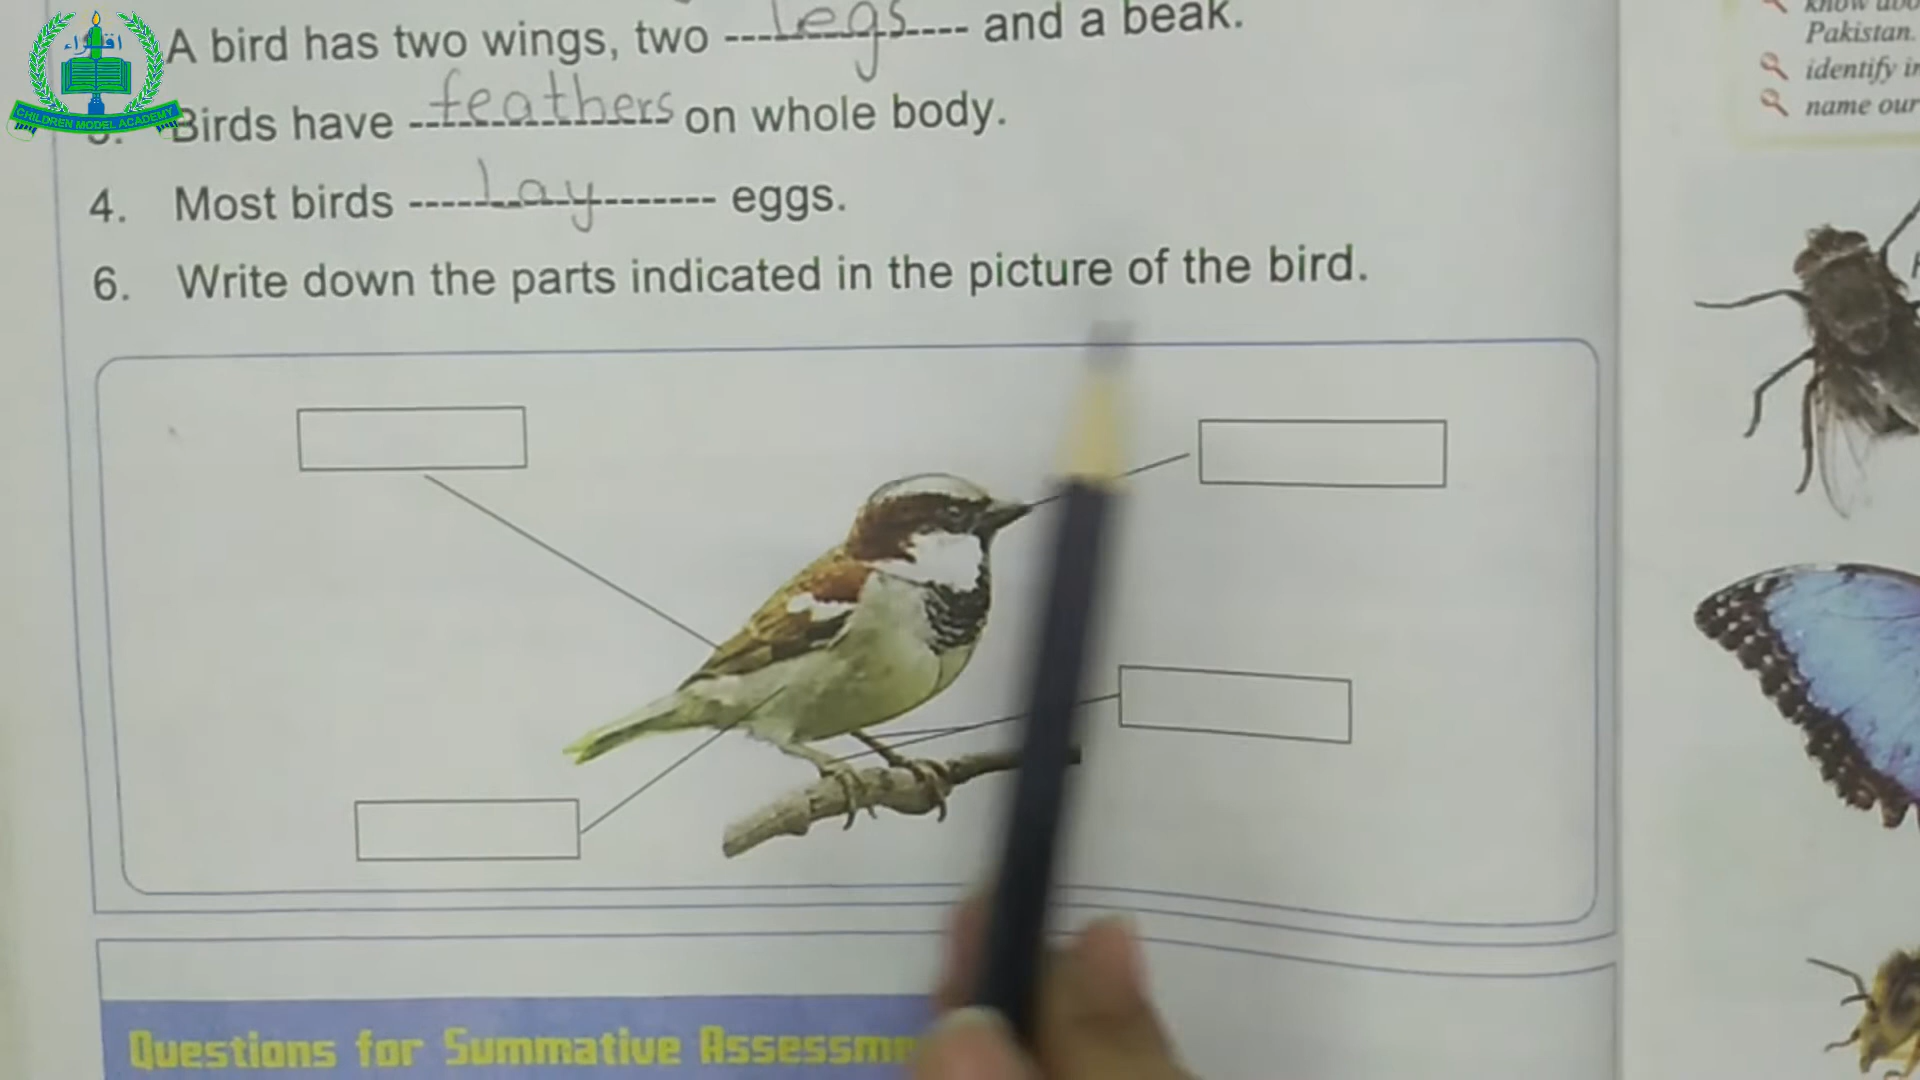 اقراء
CHILDREN MODEL ACADEMY
A bird has two wings, two legs and a beak.
3. Birds have feathers on whole body.
4. Most birds lay eggs.
6. Write down the parts indicated in the picture of the bird.
Questions for Summative
know
Pakistan.
identify
name our